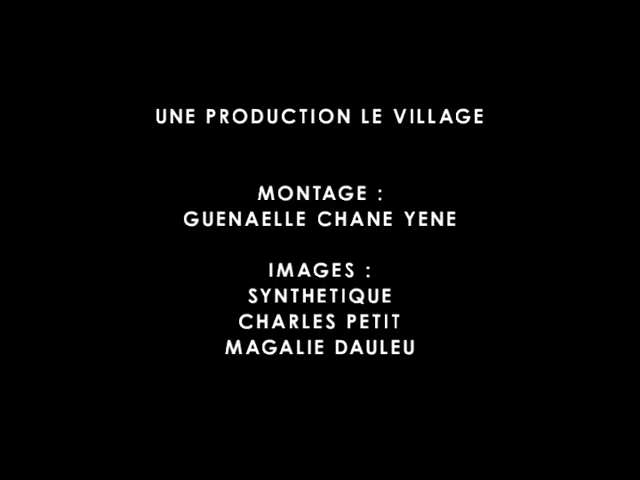 UNE PRODUCTION LE VILLAGE
MONTAGE :
GUENAELLE CHANE YENE
IMAGES :
SYNTHETIQUE
CHARLES PETIT
MAGALIE DAULEU